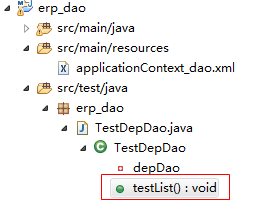 erp_dao
src/main/java
src/main/resources
applicationContext_dao.xml
src/test/java
erp_dao
TestDepDao.java
TestDepDao
depDao
testList() : void